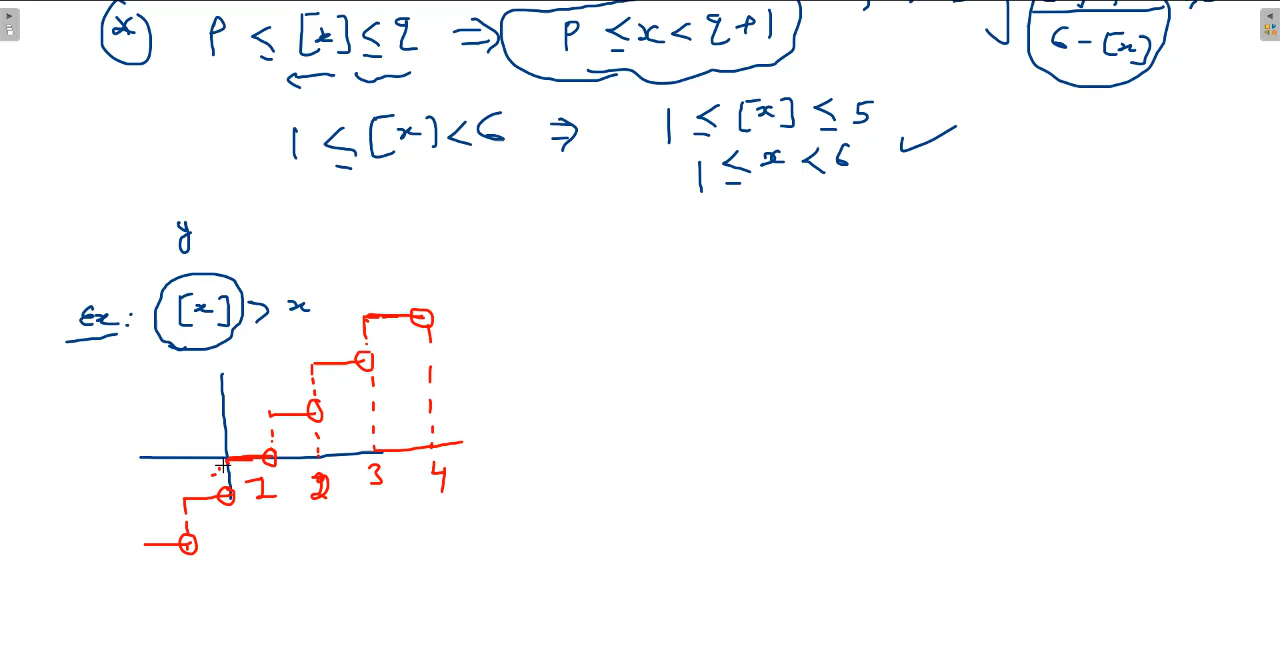 (x) P ≤ [x] ≤ q ⇒ P ≤ x < q+1
6 - [x]
1 ≤ [x] < 6 ⇒ 1 ≤ [x] ≤ 5
1 ≤ x < 6
y
Ex: [x] > x
1 2 3 4